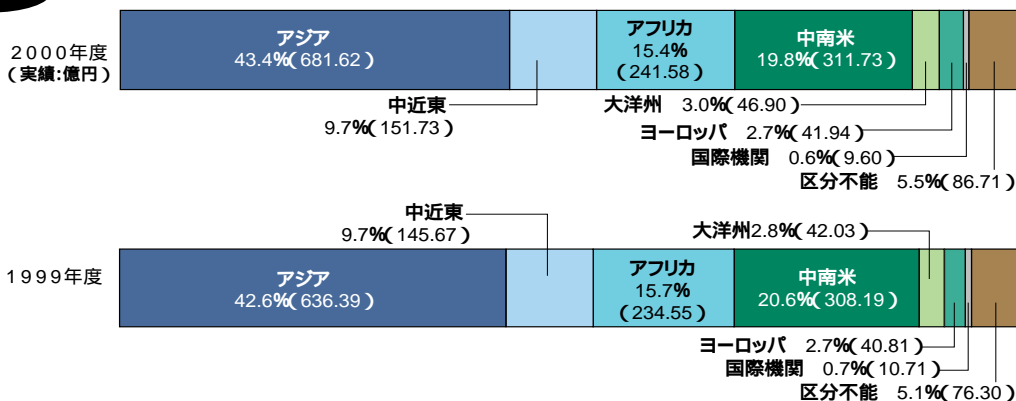 2000年度
(実績:億円)
アジア
43.4%(681.62)
中近東
9.7%(151.73)
アフリカ
15.4%
(241.58)
中南米
19.8%(311.73)
大洋州 3.0%(46.90)
ヨーロッパ 2.7%(41.94)
国際機関 0.6%(9.60)
区分不能 5.5%(86.71)
1999年度
アジア
42.6%(636.39)
中近東
9.7%(145.67)
アフリカ
15.7%
(234.55)
中南米
20.6%(308.19)
大洋州2.8%(42.03)
ヨーロッパ 2.7%(40.81)
国際機関 0.7%(10.71)
区分不能 5.1%(76.30)